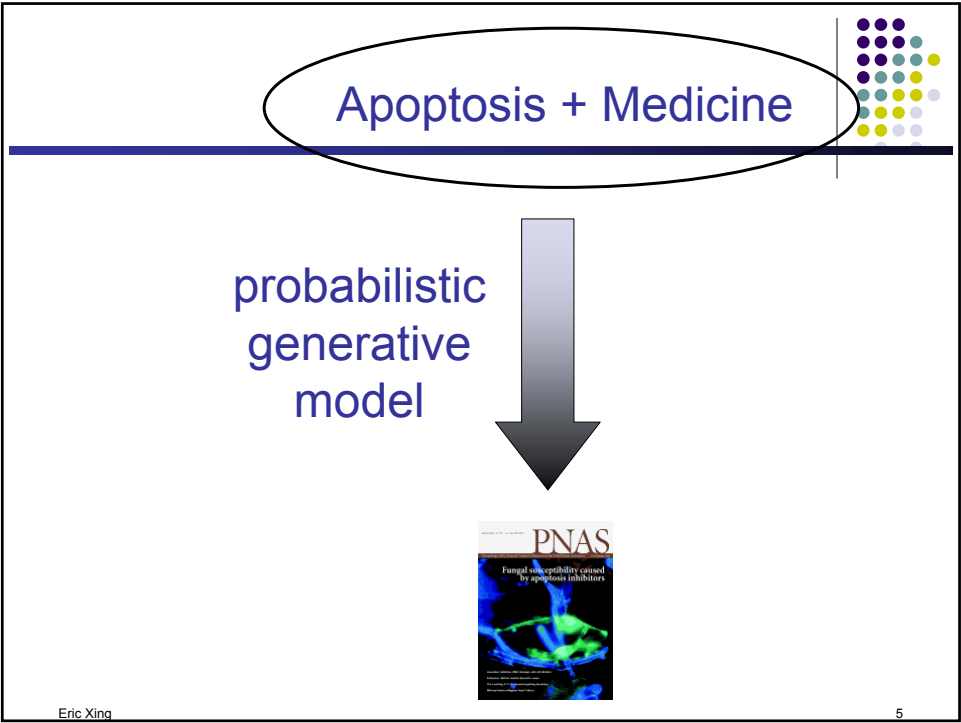 Apoptosis + Medicine
probabilistic
generative
model
PNAS
Fungal susceptibility caused
by apoptosis inhibitors
Eric Xing
5